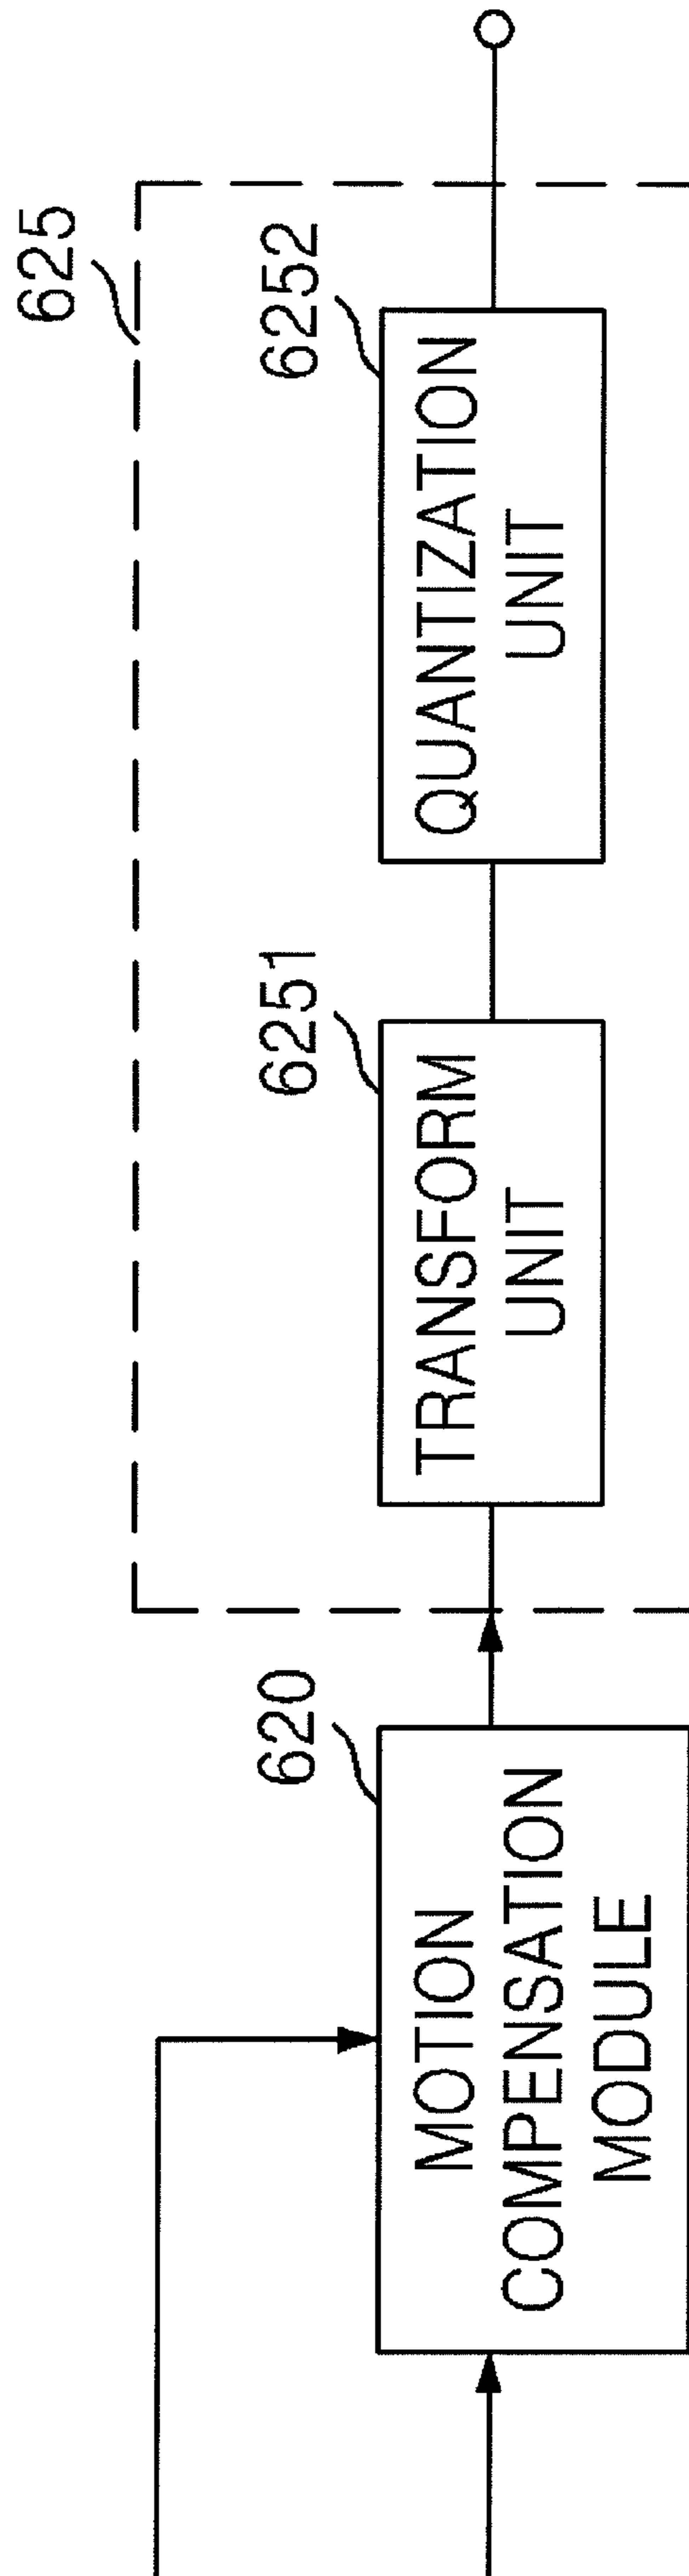 625
620
MOTION
COMPENSATION
MODULE
6251
TRANSFORM
UNIT
6252
QUANTIZATION
UNIT